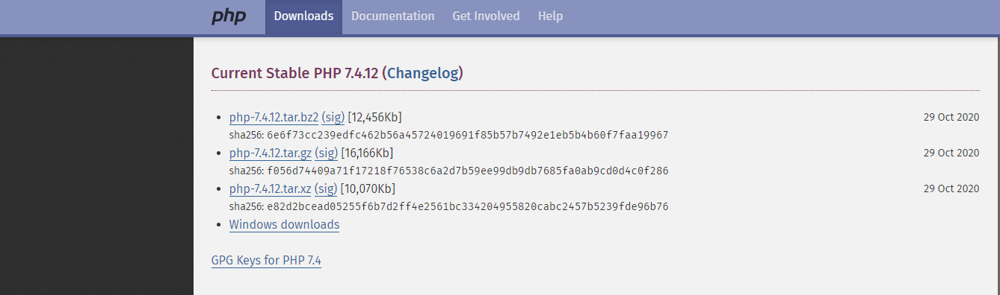 php Downloads Documentation Get Involved Help
Current Stable PHP 7.4.12 (Changelog)
php-7.4.12.tar.bz2 (sig) [12,456Kb] 29 Oct 2020
sha256: 6e6f73cc239edfc462b56a45724019691f85b57b7492e1eb5b4b60f7faa19967
php-7.4.12.tar.gz (sig) [16,166Kb] 29 Oct 2020
sha256: f056d74409a71f17218f76538c6a2d7b59ee99db9db7685fa0ab9cd0d4c0f286
php-7.4.12.tar.xz (sig) [10,070Kb] 29 Oct 2020
sha256: e82d2bcead05255f6b7d2ff4e2561bc334204955820cabc2457b5239fde96b76
Windows downloads
GPG Keys for PHP 7.4